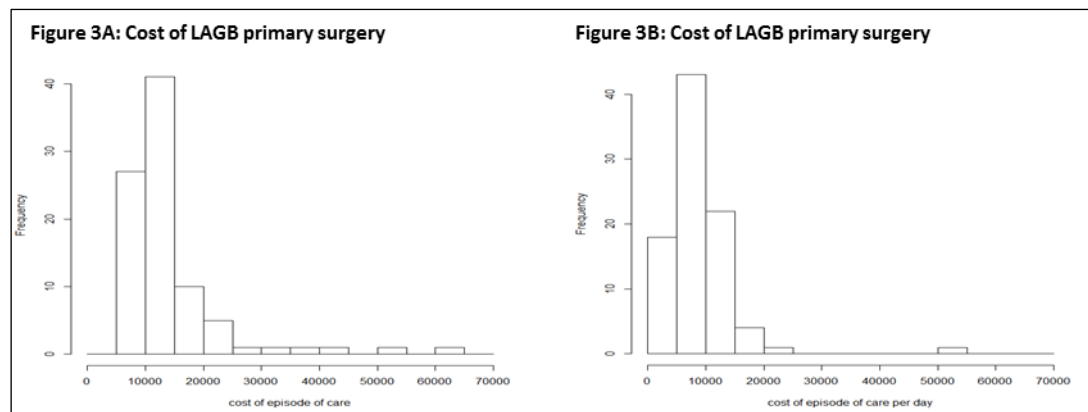 Figure 3A: Cost of LAGB primary surgery
40
30
20
10
0
Frequency
0 10000 20000 30000 40000 50000 60000 70000
cost of episode of care
Figure 3B: Cost of LAGB primary surgery
40
30
20
10
0
Frequency
0 10000 20000 30000 40000 50000 60000 70000
cost of episode of care per day